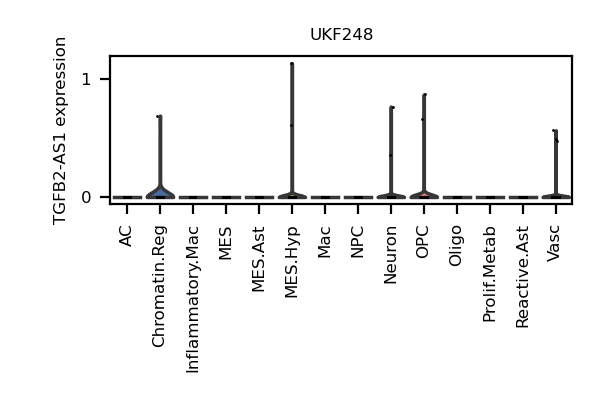 UKF248
TGFB2-AS1 expression
1
0
AC
Chromatin.Reg
Inflammatory.Mac
MES
MES.Ast
MES.Hyp
Mac
NPC
Neuron
OPC
Oligo
Prolif.Metab
Reactive.Ast
Vasc